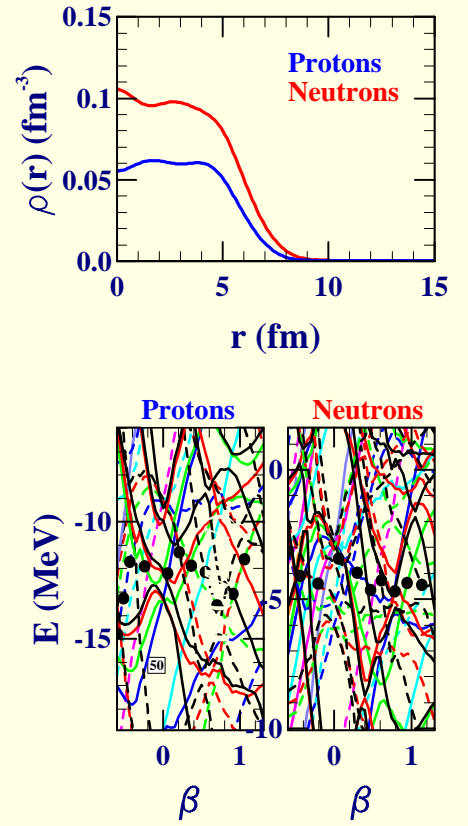 0.15
Protons
Neutrons
0.1
0.05
0.0
ρ(r) (fm⁻³)
0 5 10 15
r (fm)
Protons Neutrons
0
-10
-5
-15
50
-10
E (MeV)
0 1 0 1
β β